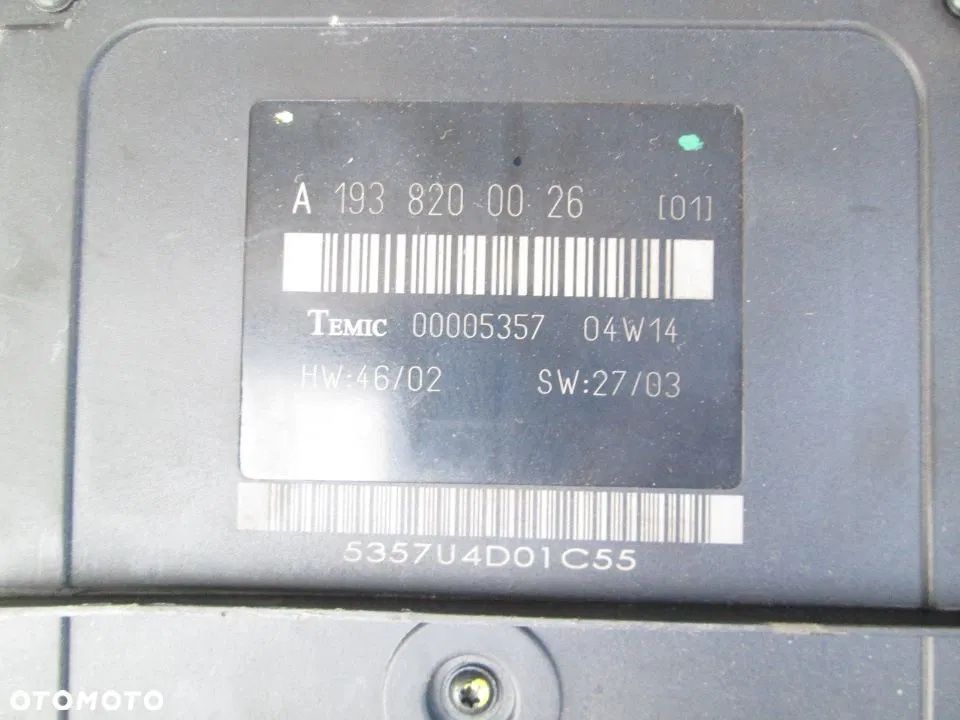 A 193 820 00 26 [01]
TEMIC 00005357 04W14
HW:46/02 SW:27/03
5357U4D01C55
OTOMOTO